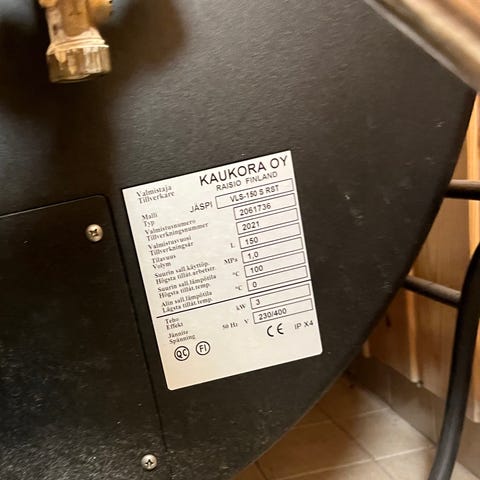 Valmistaja KAUKORA OY
Tillverkare RAISIO FINLAND
Malli JÄSPI VLS-150 S RST
Typ
Valmistusnumero 2061736
Tillverkningsnummer
Valmistusvuosi 2021
Tillverkningsår
Tilavuus L 150
Volym
Suurin sall.käyttöp. MPa 1,0
Högsta tillåt.arbetstr.
Suurin sall.lämpötila °C 100
Högsta tillåt.temp.
Alin sall.lämpötila °C 0
Lägsta tillåt.temp.
Teho kW 3
Effekt
Jännite 50 Hz V 230/400
Spänning
QC FI CE IP X4